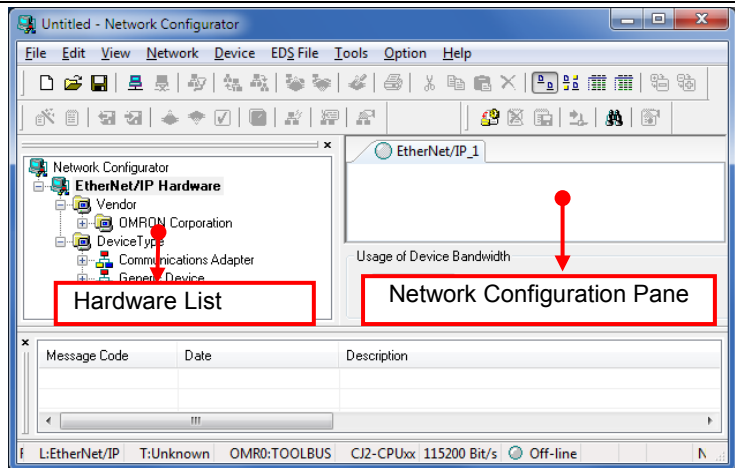 Untitled - Network Configurator
File Edit View Network Device EDS File Tools Option Help
Network Configurator
EtherNet/IP Hardware
Vendor
OMRON Corporation
DeviceType
Communications Adapter
Generic Device
Hardware List
EtherNet/IP_1
Usage of Device Bandwidth
Network Configuration Pane
Message Code Date Description
L:EtherNet/IP T:Unknown OMR0:TOOLBUS CJ2-CPUxx 115200 Bit/s Off-line